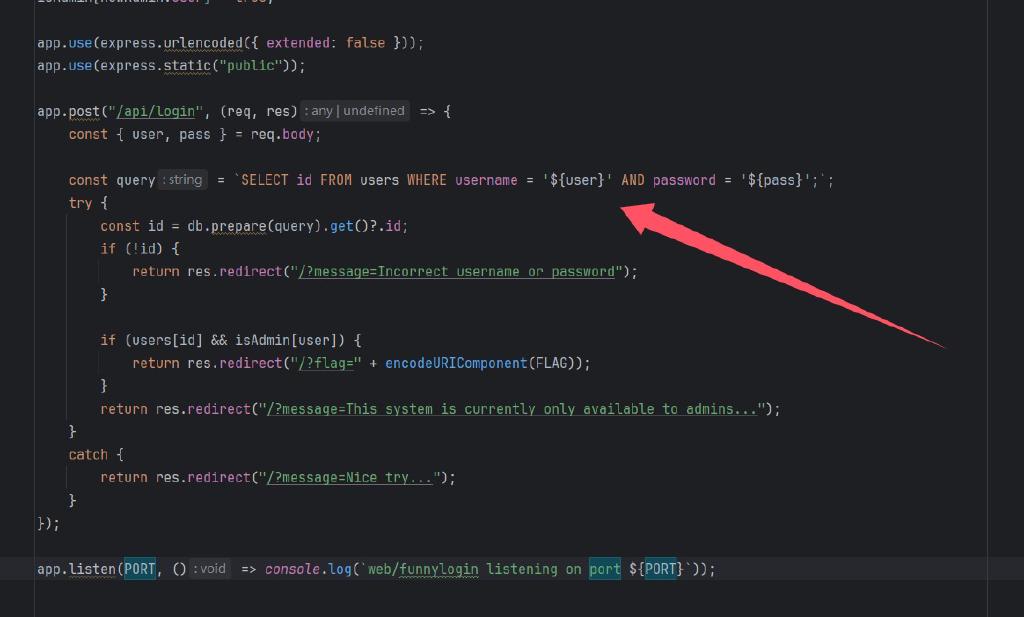 app.use(express.urlencoded({ extended: false }));
app.use(express.static("public"));
app.post("/api/login", (req, res) : any | undefined => {
const { user, pass } = req.body;
const query : string = `SELECT id FROM users WHERE username = '${user}' AND password = '${pass}';`;
try {
const id = db.prepare(query).get()?.id;
if (!id) {
return res.redirect("/?message=Incorrect username or password");
}
if (users[id] && isAdmin[user]) {
return res.redirect("/?flag=" + encodeURIComponent(FLAG));
}
return res.redirect("/?message=This system is currently only available to admins...");
}
catch {
return res.redirect("/?message=Nice try...");
}
});
app.listen(PORT, () : void => console.log(`web/funnylogin listening on port ${PORT}`));